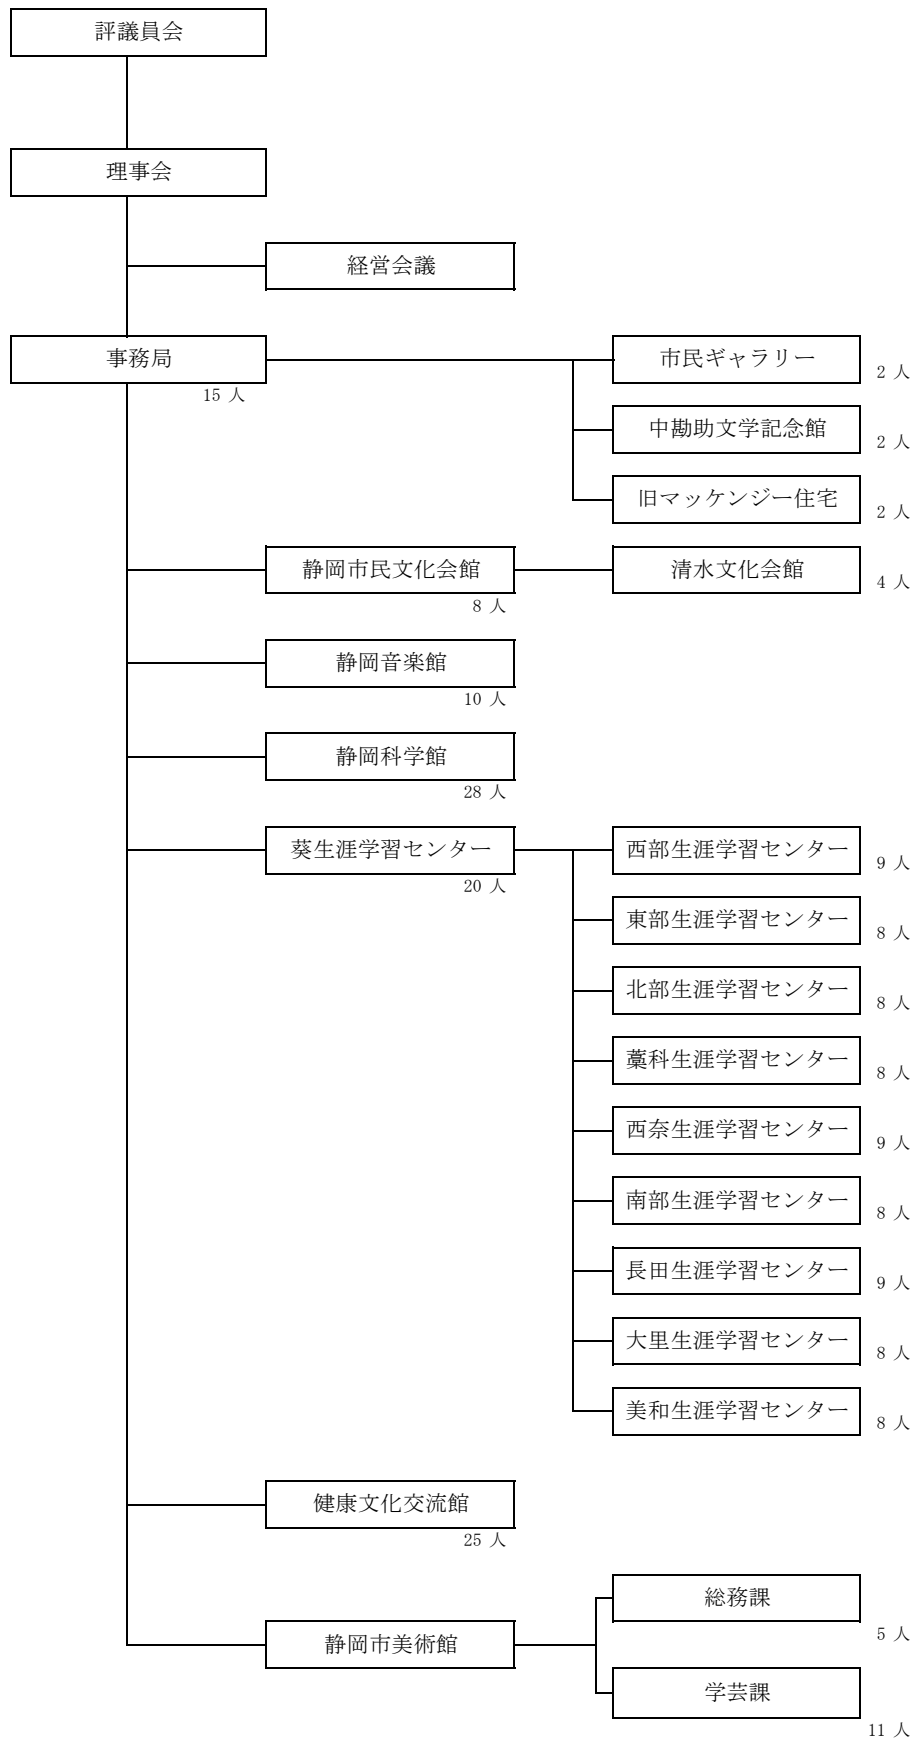 評議員会
理事会
経営会議
事務局
15 人
市民ギャラリー
2 人
中勘助文学記念館
2 人
旧マッケンジー住宅
2 人
静岡市民文化会館
8 人
清水文化会館
4 人
静岡音楽館
10 人
静岡科学館
28 人
葵生涯学習センター
20 人
西部生涯学習センター
9 人
東部生涯学習センター
8 人
北部生涯学習センター
8 人
藁科生涯学習センター
8 人
西奈生涯学習センター
9 人
南部生涯学習センター
8 人
長田生涯学習センター
9 人
大里生涯学習センター
8 人
美和生涯学習センター
8 人
健康文化交流館
25 人
静岡市美術館
総務課
5 人
学芸課
11 人